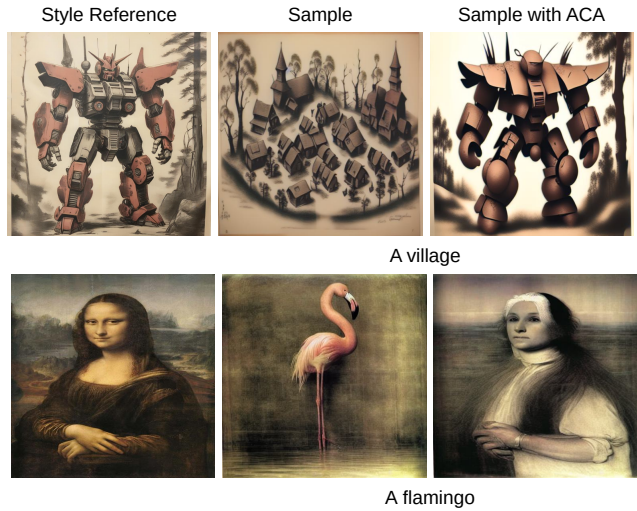 Style Reference
Sample
Sample with ACA
A village
A flamingo